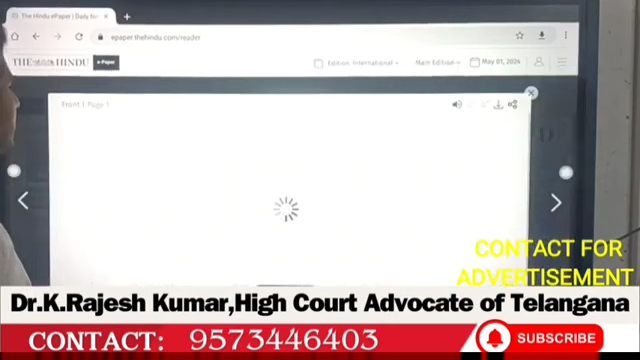 The Hindu ePaper | Daily Ne
epaper.thehindu.com/reader
THE HINDU e-Paper
Edition: International
Main Edition
May 01, 2024
Front | Page 1
CONTACT FOR
ADVERTISEMENT
Dr.K.Rajesh Kumar,High Court Advocate of Telangana
CONTACT: 9573446403
SUBSCRIBE